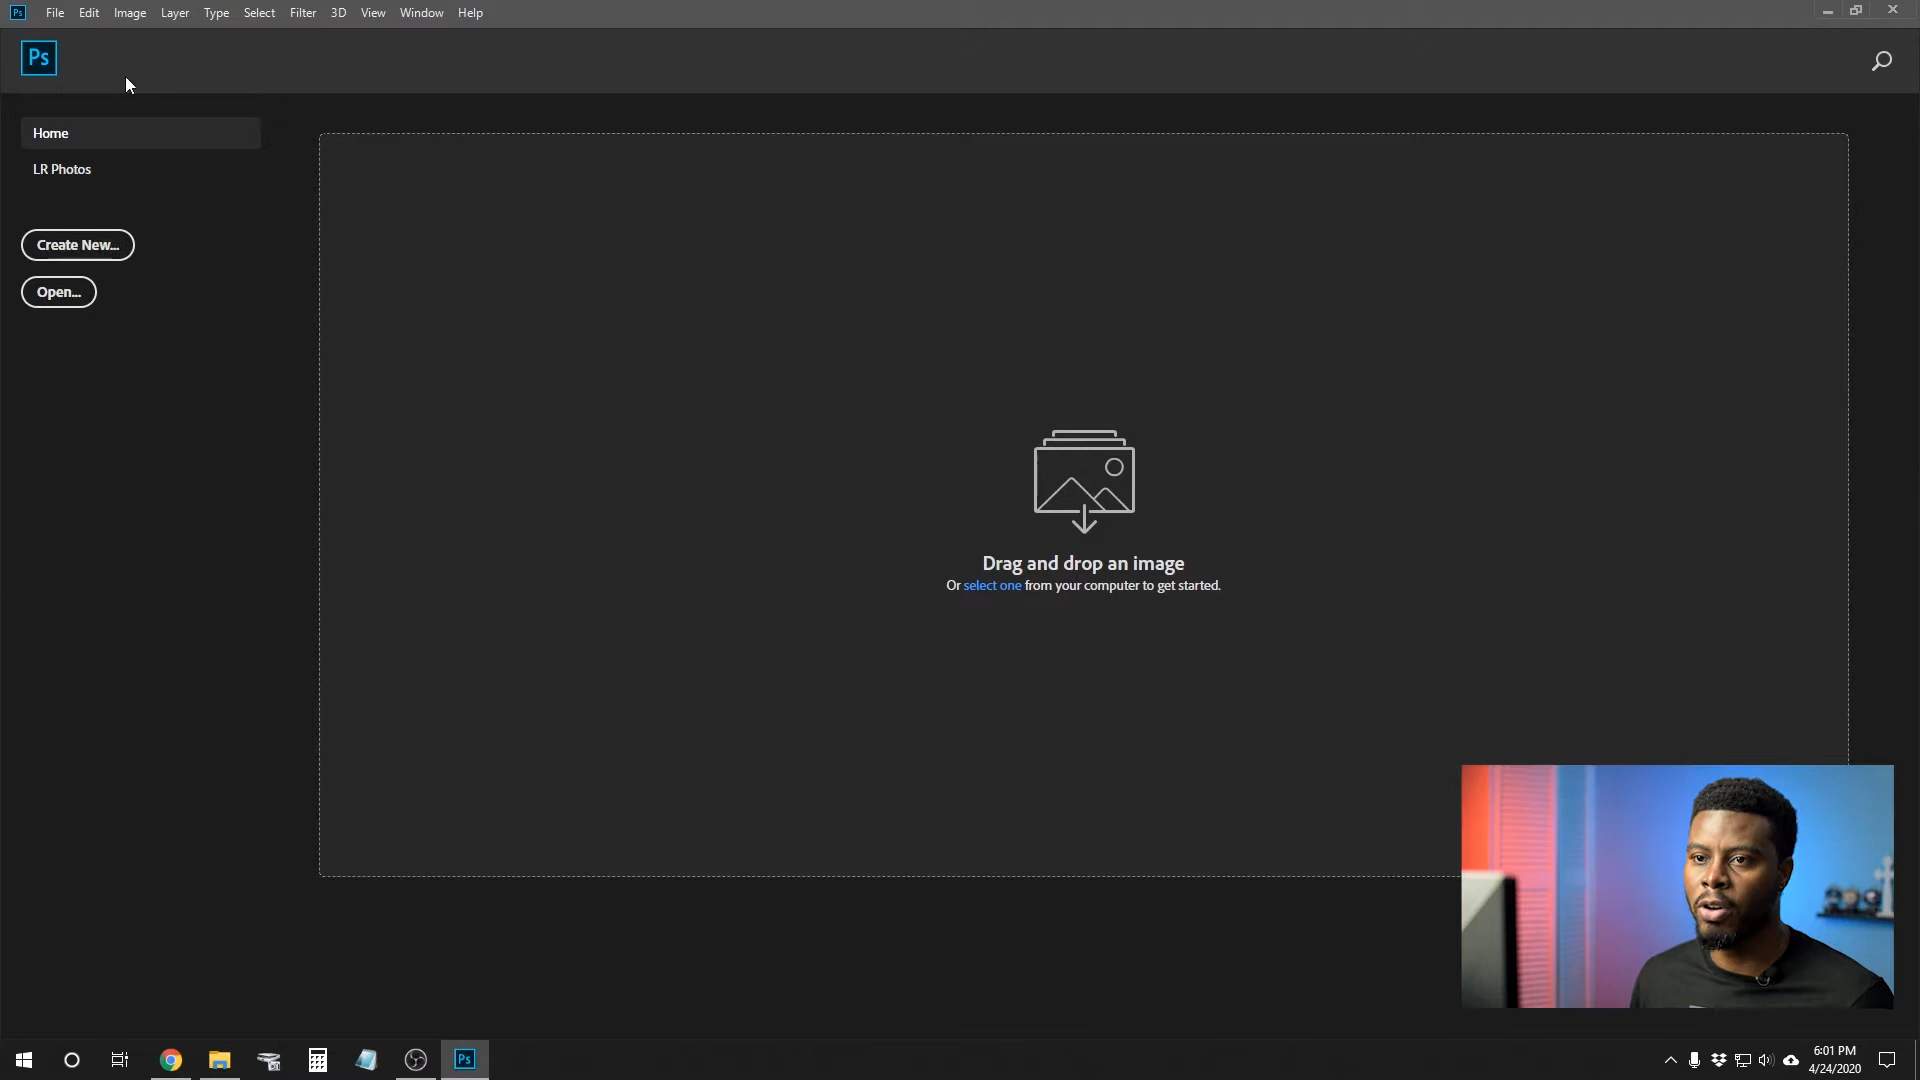 Ps File Edit Image Layer Type Select Filter 3D View Window Help
Ps
Home
LR Photos
Create New...
Open...
Drag and drop an image
Or select one from your computer to get started.
Ps
6:01 PM
4/24/2020